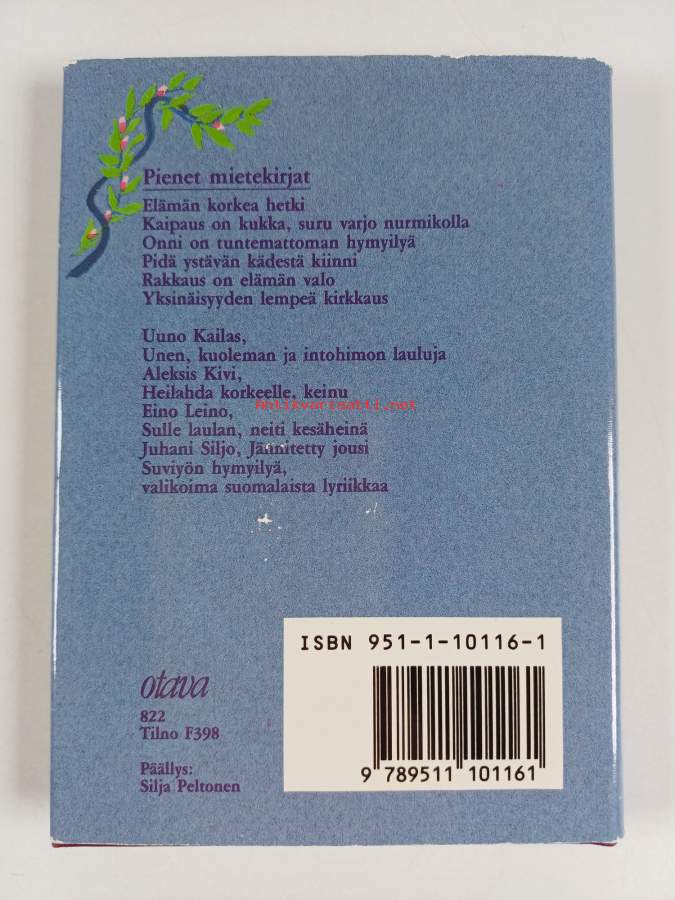 Pienet mietekirjat
Elämän korkea hetki
Kaipaus on kukka, suru varjo nurmikolla
Onni on tuntemattoman hymyilyä
Pidä ystävän kädestä kiinni
Rakkaus on elämän valo
Yksinäisyyden lempeä kirkkaus
Uuno Kailas,
Unen, kuoleman ja intohimon lauluja
Aleksis Kivi,
Heilahda korkeelle, keinu
Antikvariaatti.net
Eino Leino,
Sulle laulan, neiti kesäheinä
Juhani Siljo, Jännitetty jousi
Suviyön hymyilyä,
valikoima suomalaista lyriikkaa
ISBN 951-1-10116-1
otava
822
Tilno F398
9 789511 101161
Päällys:
Silja Peltonen